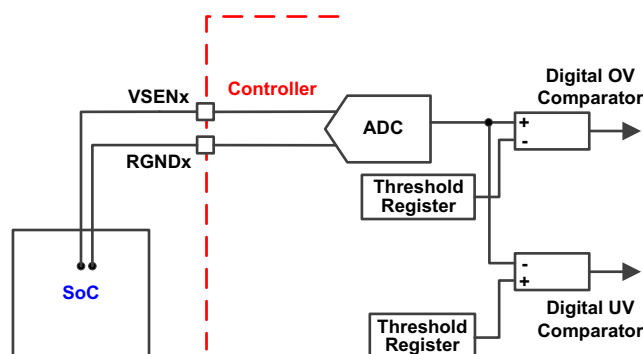 Digital OV
Comparator
VSENx
Controller
+
-
ADC
RGNDx
Threshold
Register
-
+
SoC
Digital UV
Comparator
Threshold
Register